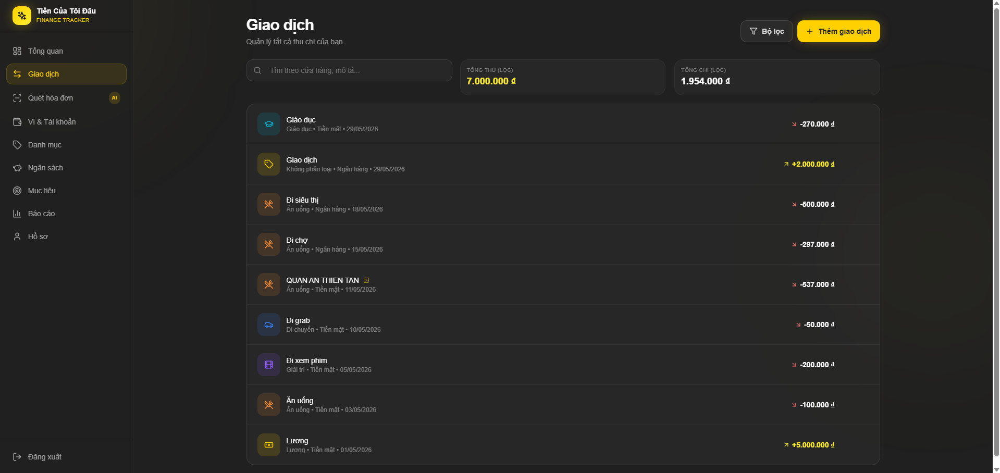 Tiền Của Tôi Đâu
FINANCE TRACKER
Tổng quan
Giao dịch
Quét hóa đơn
AI
Ví & Tài khoản
Danh mục
Ngân sách
Mục tiêu
Báo cáo
Hồ sơ
Đăng xuất
Giao dịch
Quản lý tất cả thu chi của bạn
Bộ lọc
Thêm giao dịch
Tìm theo cửa hàng, mô tả...
TỔNG THU (LỌC)
7.000.000 ₫
TỔNG CHI (LỌC)
1.954.000 ₫
Giáo dục
Giáo dục • Tiền mặt • 29/05/2026
-270.000 ₫
Giao dịch
Không phân loại • Ngân hàng • 29/05/2026
+2.000.000 ₫
Đi siêu thị
Ăn uống • Ngân hàng • 18/05/2026
-500.000 ₫
Đi chợ
Ăn uống • Ngân hàng • 15/05/2026
-297.000 ₫
QUAN AN THIEN TAN
Ăn uống • Tiền mặt • 11/05/2026
-537.000 ₫
Đi grab
Di chuyển • Tiền mặt • 10/05/2026
-50.000 ₫
Đi xem phim
Giải trí • Tiền mặt • 05/05/2026
-200.000 ₫
Ăn uống
Ăn uống • Tiền mặt • 03/05/2026
-100.000 ₫
Lương
Lương • Tiền mặt • 01/05/2026
+5.000.000 ₫